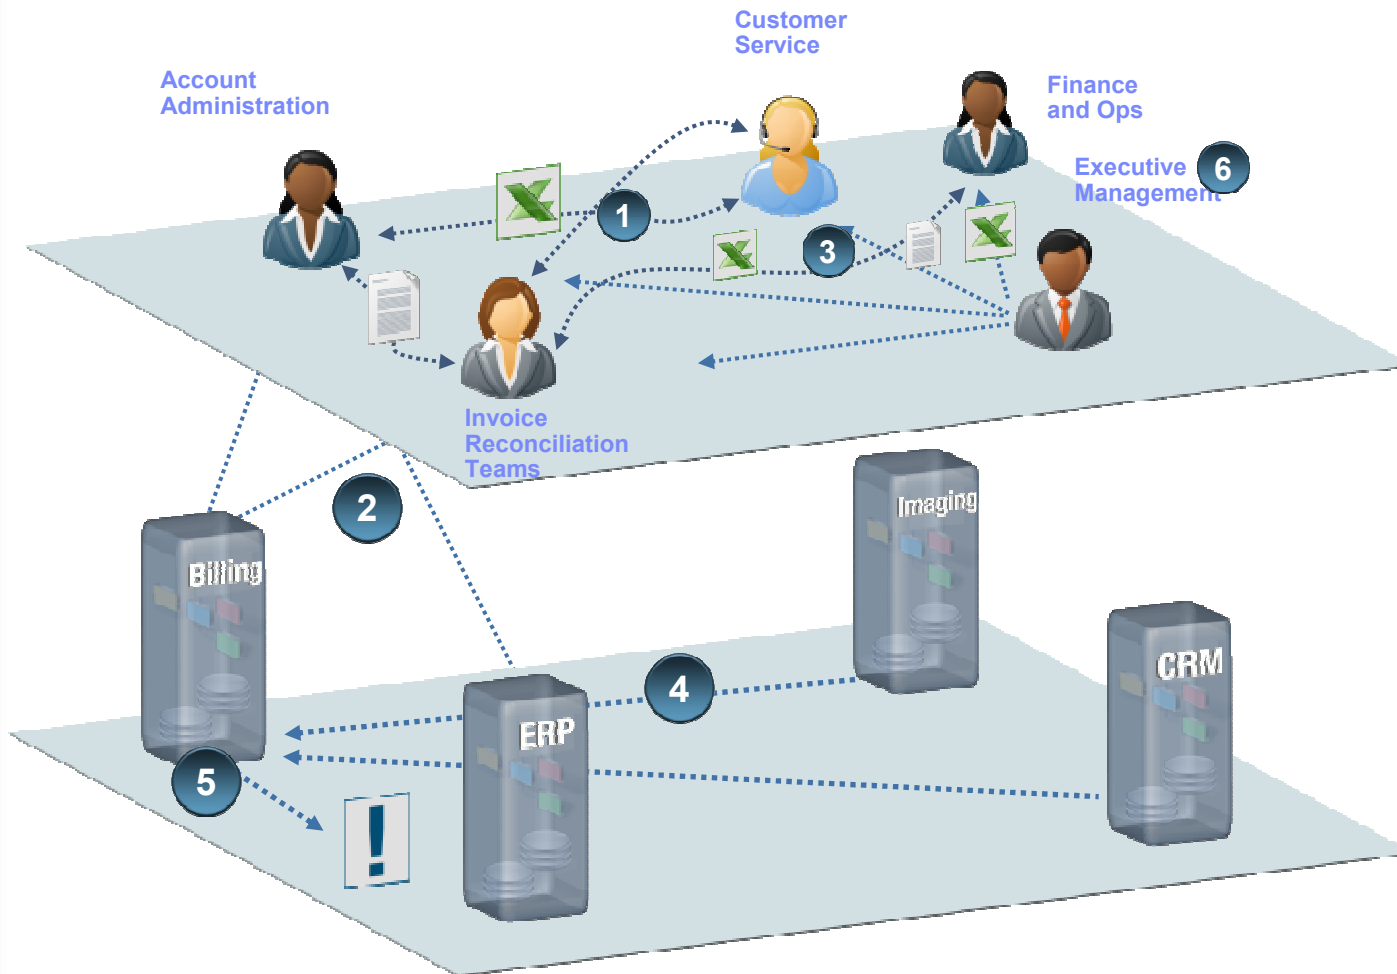 Customer
Service
Account
Administration
Finance
and Ops
Executive
Management
6
1
3
Invoice
Reconciliation
Teams
2
Imaging
Billing
CRM
4
ERP
5
!